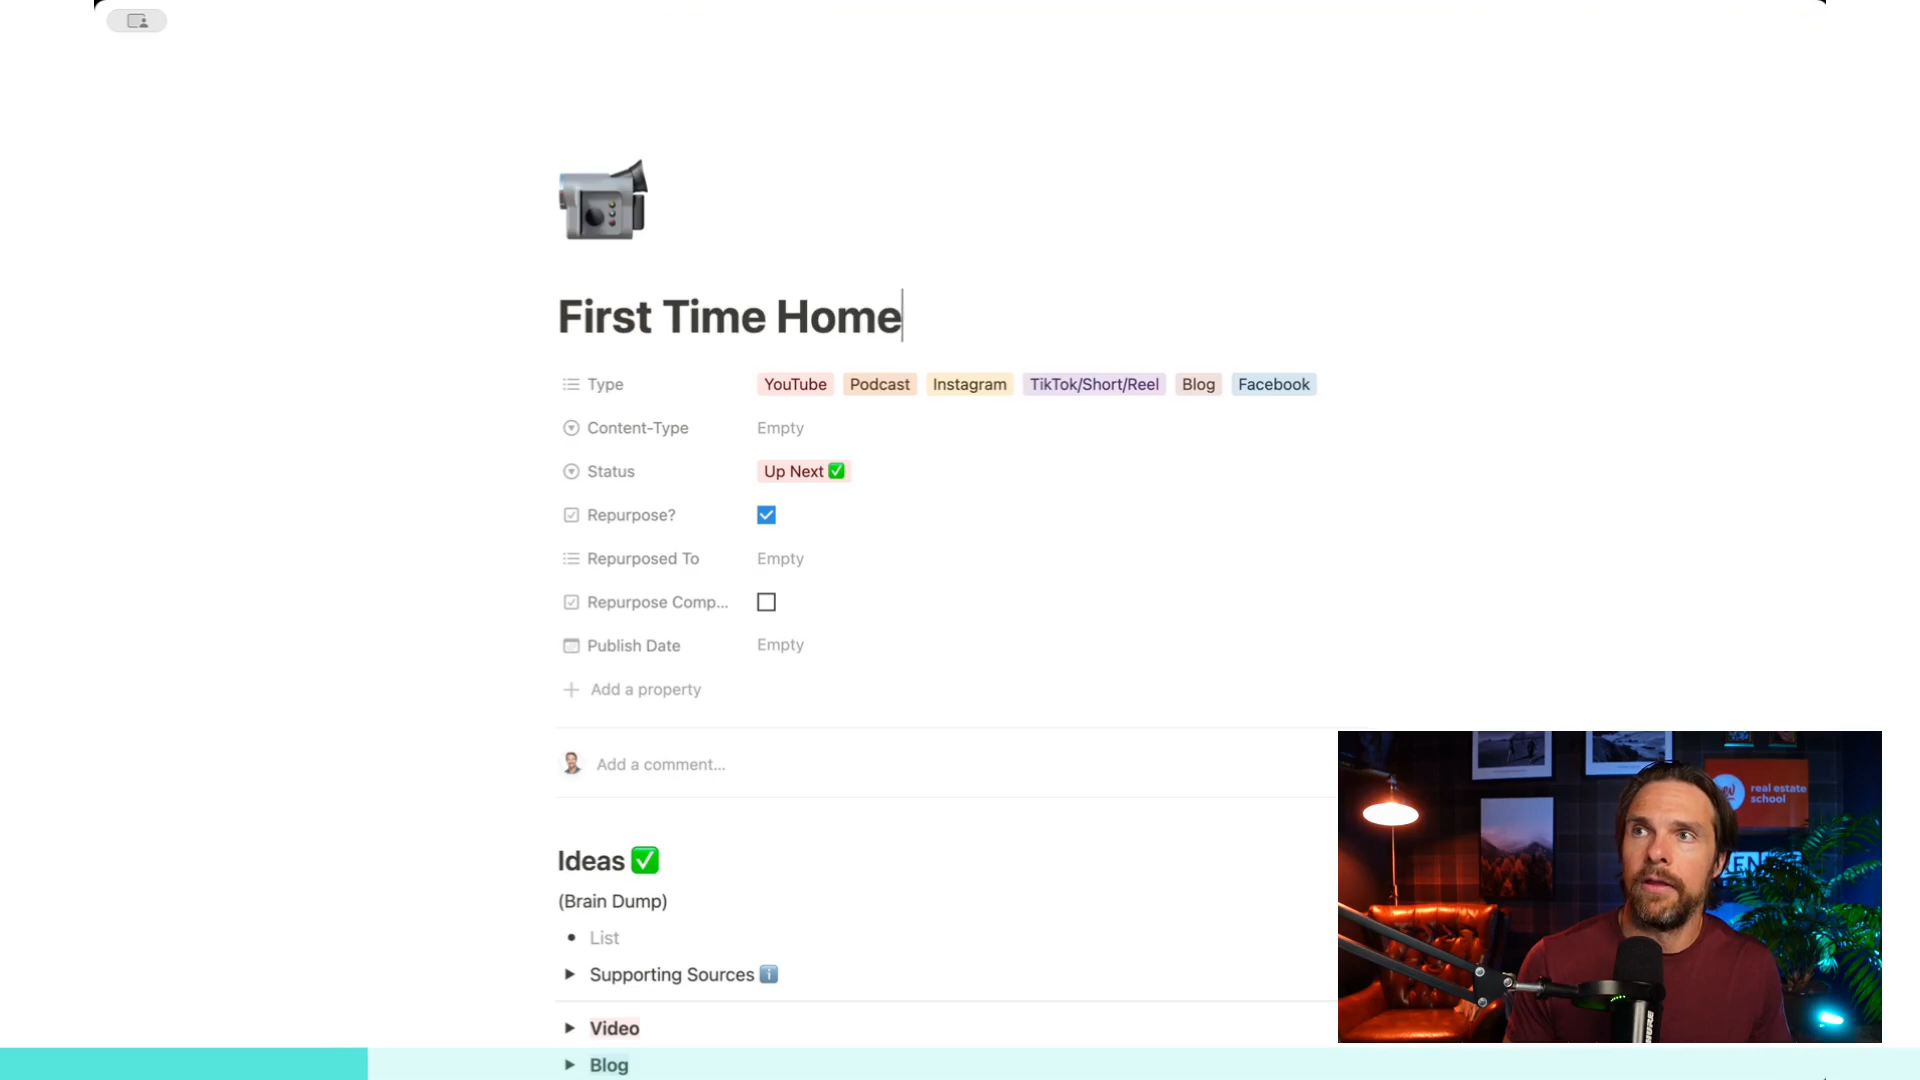 First Time Home
Type YouTube Podcast Instagram TikTok/Short/Reel Blog Facebook
Content-Type Empty
Status Up Next ✅
Repurpose?
Repurposed To Empty
Repurpose Comp...
Publish Date Empty
Add a property
Add a comment...
Ideas ✅
(Brain Dump)
• List
Supporting Sources ℹ️
Video
Blog
real estate
school
SHURE